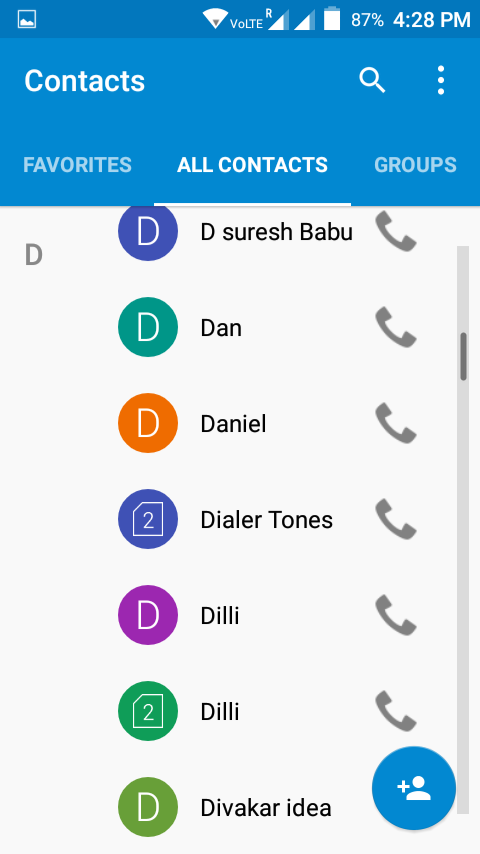 VoLTE R 87% 4:28 PM
Contacts
FAVORITES ALL CONTACTS GROUPS
D
D D suresh Babu
D Dan
D Daniel
2 Dialer Tones
D Dilli
2 Dilli
D Divakar idea